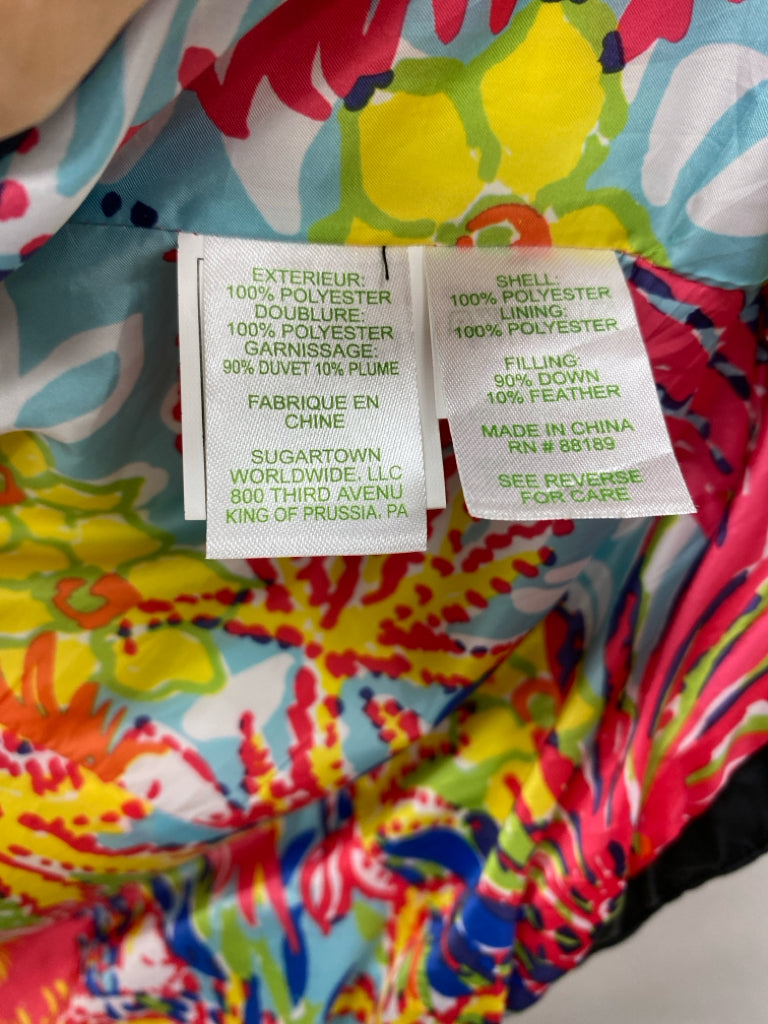 EXTERIEUR:
100% POLYESTER
DOUBLURE:
100% POLYESTER
GARNISSAGE:
90% DUVET 10% PLUME
FABRIQUE EN
CHINE
SUGARTOWN
WORLDWIDE, LLC
800 THIRD AVENU
KING OF PRUSSIA, PA
SHELL:
100% POLYESTER
LINING:
100% POLYESTER
FILLING:
90% DOWN
10% FEATHER
MADE IN CHINA
RN # 88189
SEE REVERSE
FOR CARE